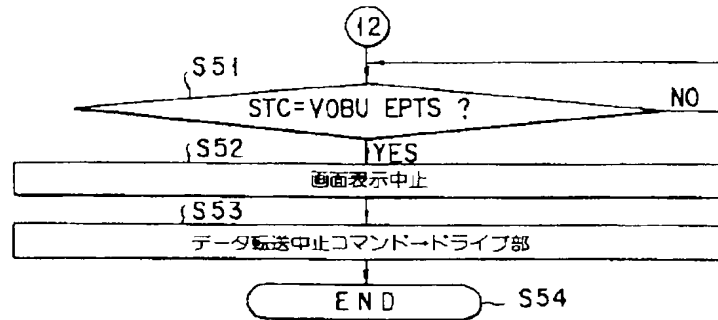 12
S51
STC=VOBU EPTS ?
NO
YES
S52
画面表示中止
S53
データ転送中止コマンド→ドライブ部
END
S54